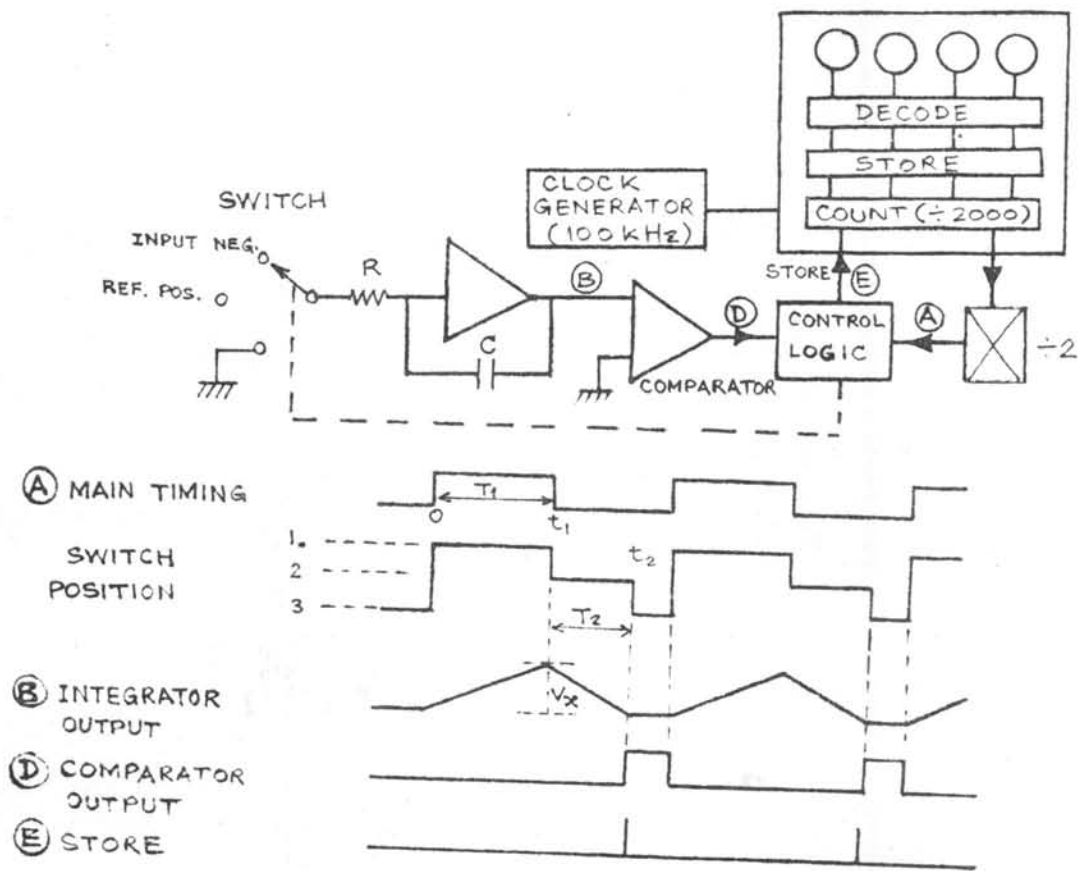 DECODE
STORE
COUNT (÷2000)
CLOCK
GENERATOR
(100 kHz)
SWITCH
INPUT NEG.
REF. POS.
R
C
B
COMPARATOR
D
STORE
E
CONTROL
LOGIC
A
÷2
A MAIN TIMING
T1
0
t1
SWITCH
POSITION
1.
2
3
t2
T2
B INTEGRATOR
OUTPUT
Vx
D COMPARATOR
OUTPUT
E STORE